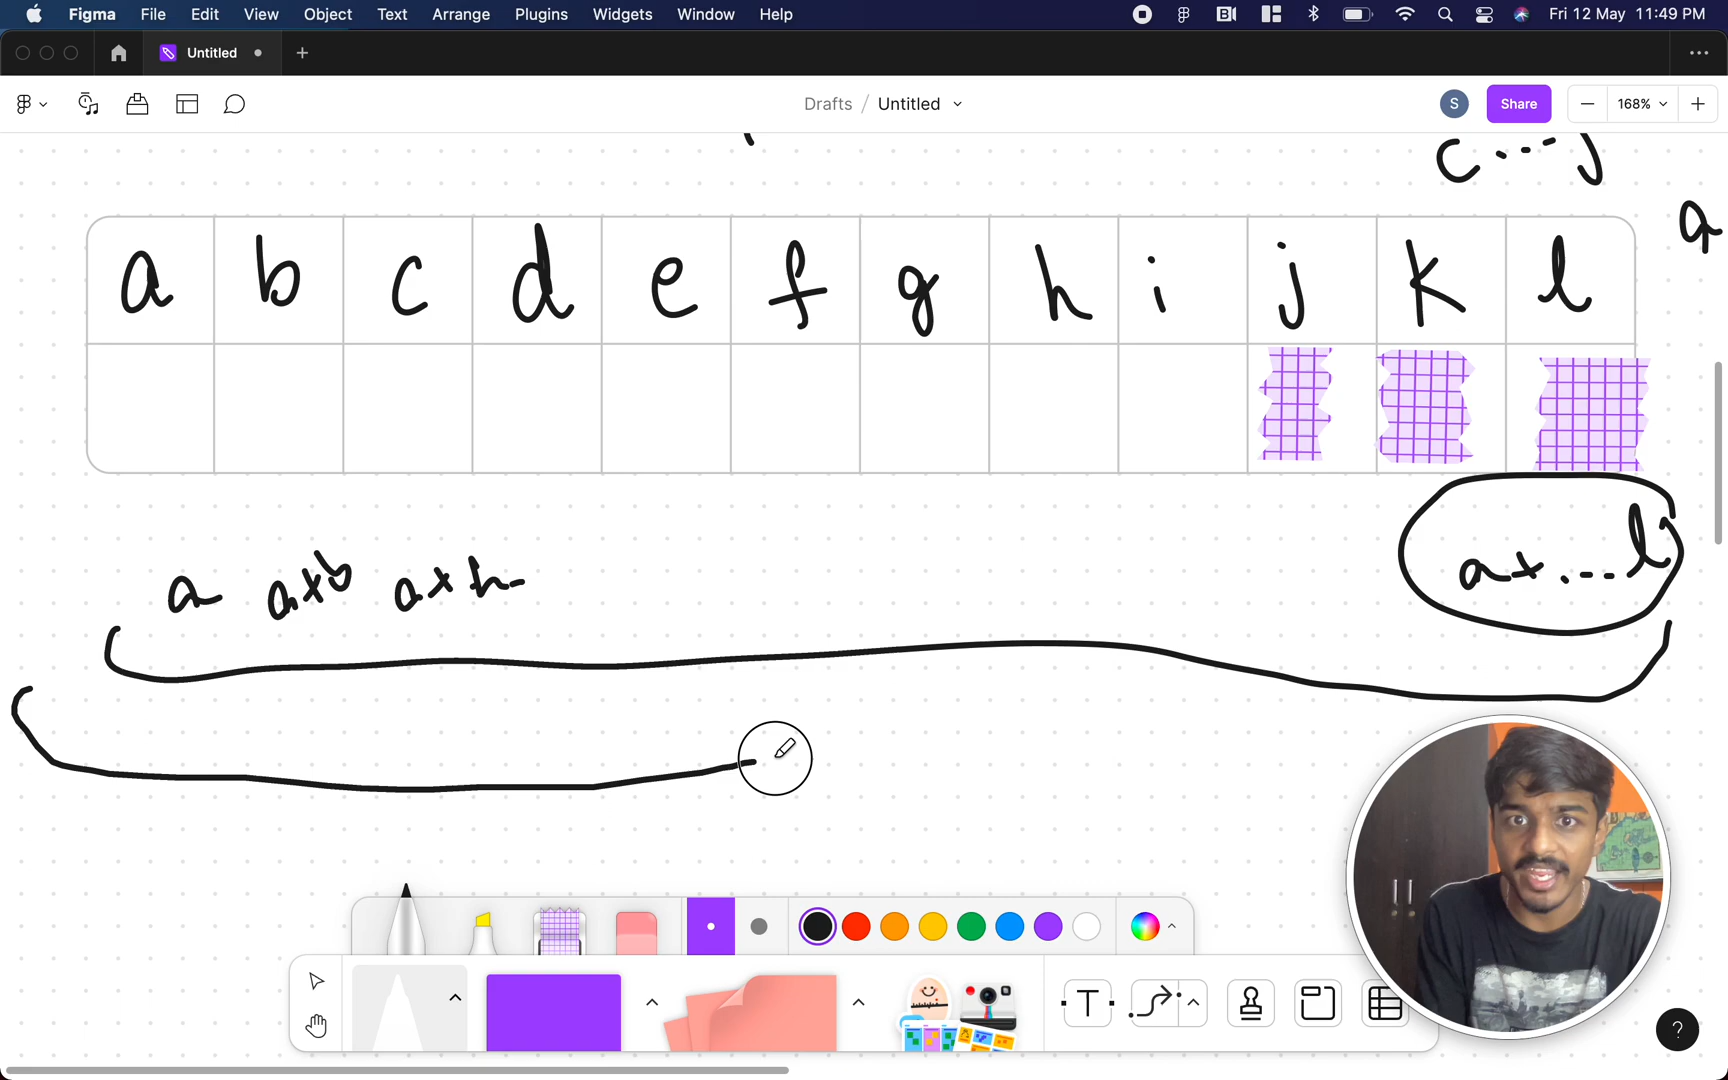 Figma File Edit View Object Text Arrange Plugins Widgets Window Help Fri 12 May 11:49 PM
Untitled
Drafts / Untitled S Share 168%
c...j
a
a b c d e f g h i j k l
a a+b a+b- a+...l
T
?